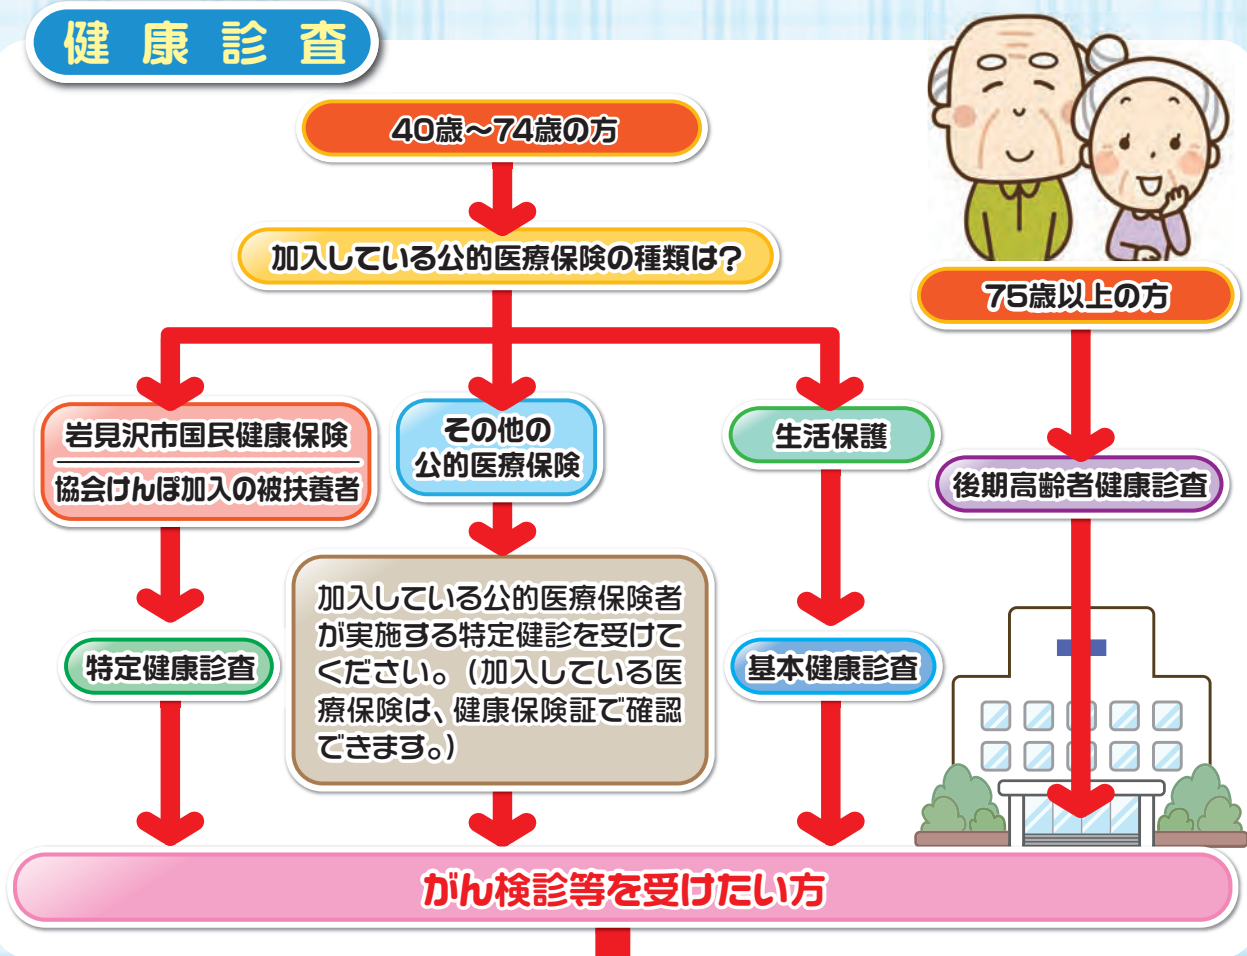 健康診査
40歳～74歳の方
加入している公的医療保険の種類は？
75歳以上の方
岩見沢市国民健康保険
協会けんぽ加入の被扶養者
その他の
公的医療保険
生活保護
後期高齢者健康診査
特定健康診査
加入している公的医療保険者
が実施する特定健診を受けて
ください。（加入している医
療保険は、健康保険証で確認
できます。）
基本健康診査
がん検診等を受けたい方